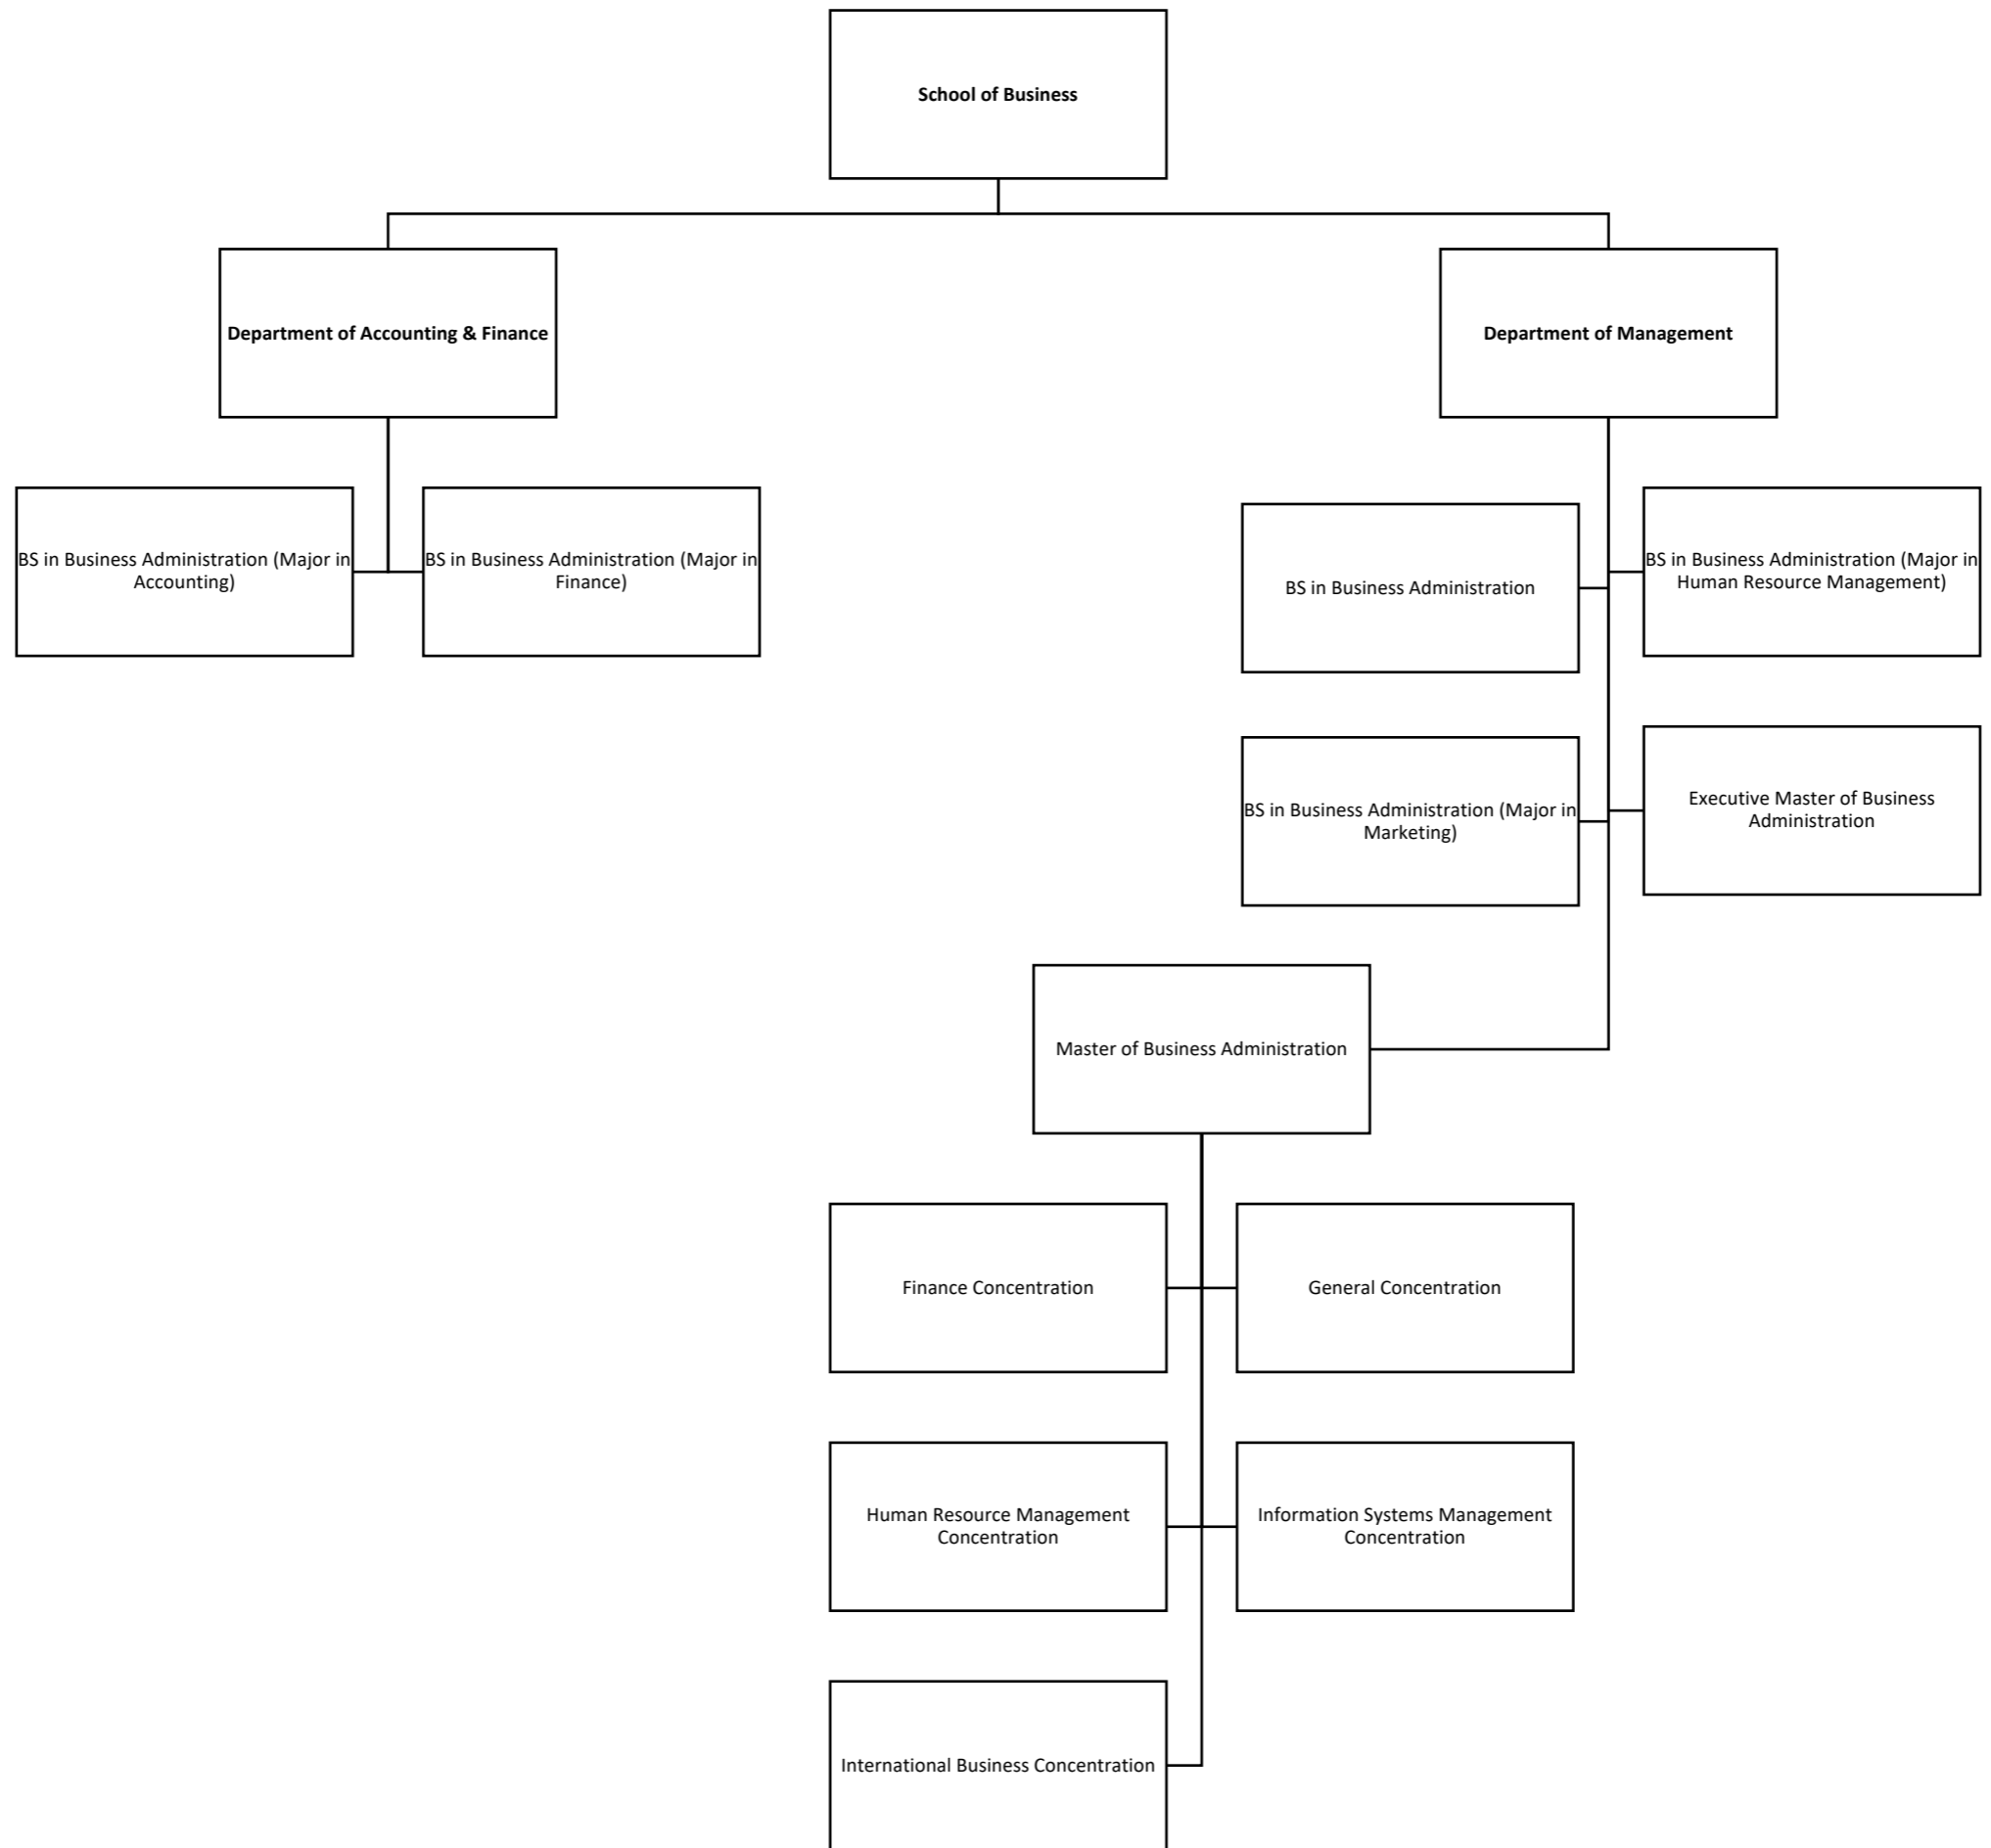 School of Business
Department of Accounting & Finance
Department of Management
BS in Business Administration (Major in
Accounting)
BS in Business Administration (Major in
Finance)
BS in Business Administration
BS in Business Administration (Major in
Human Resource Management)
BS in Business Administration (Major in
Marketing)
Executive Master of Business
Administration
Master of Business Administration
Finance Concentration
General Concentration
Human Resource Management
Concentration
Information Systems Management
Concentration
International Business Concentration